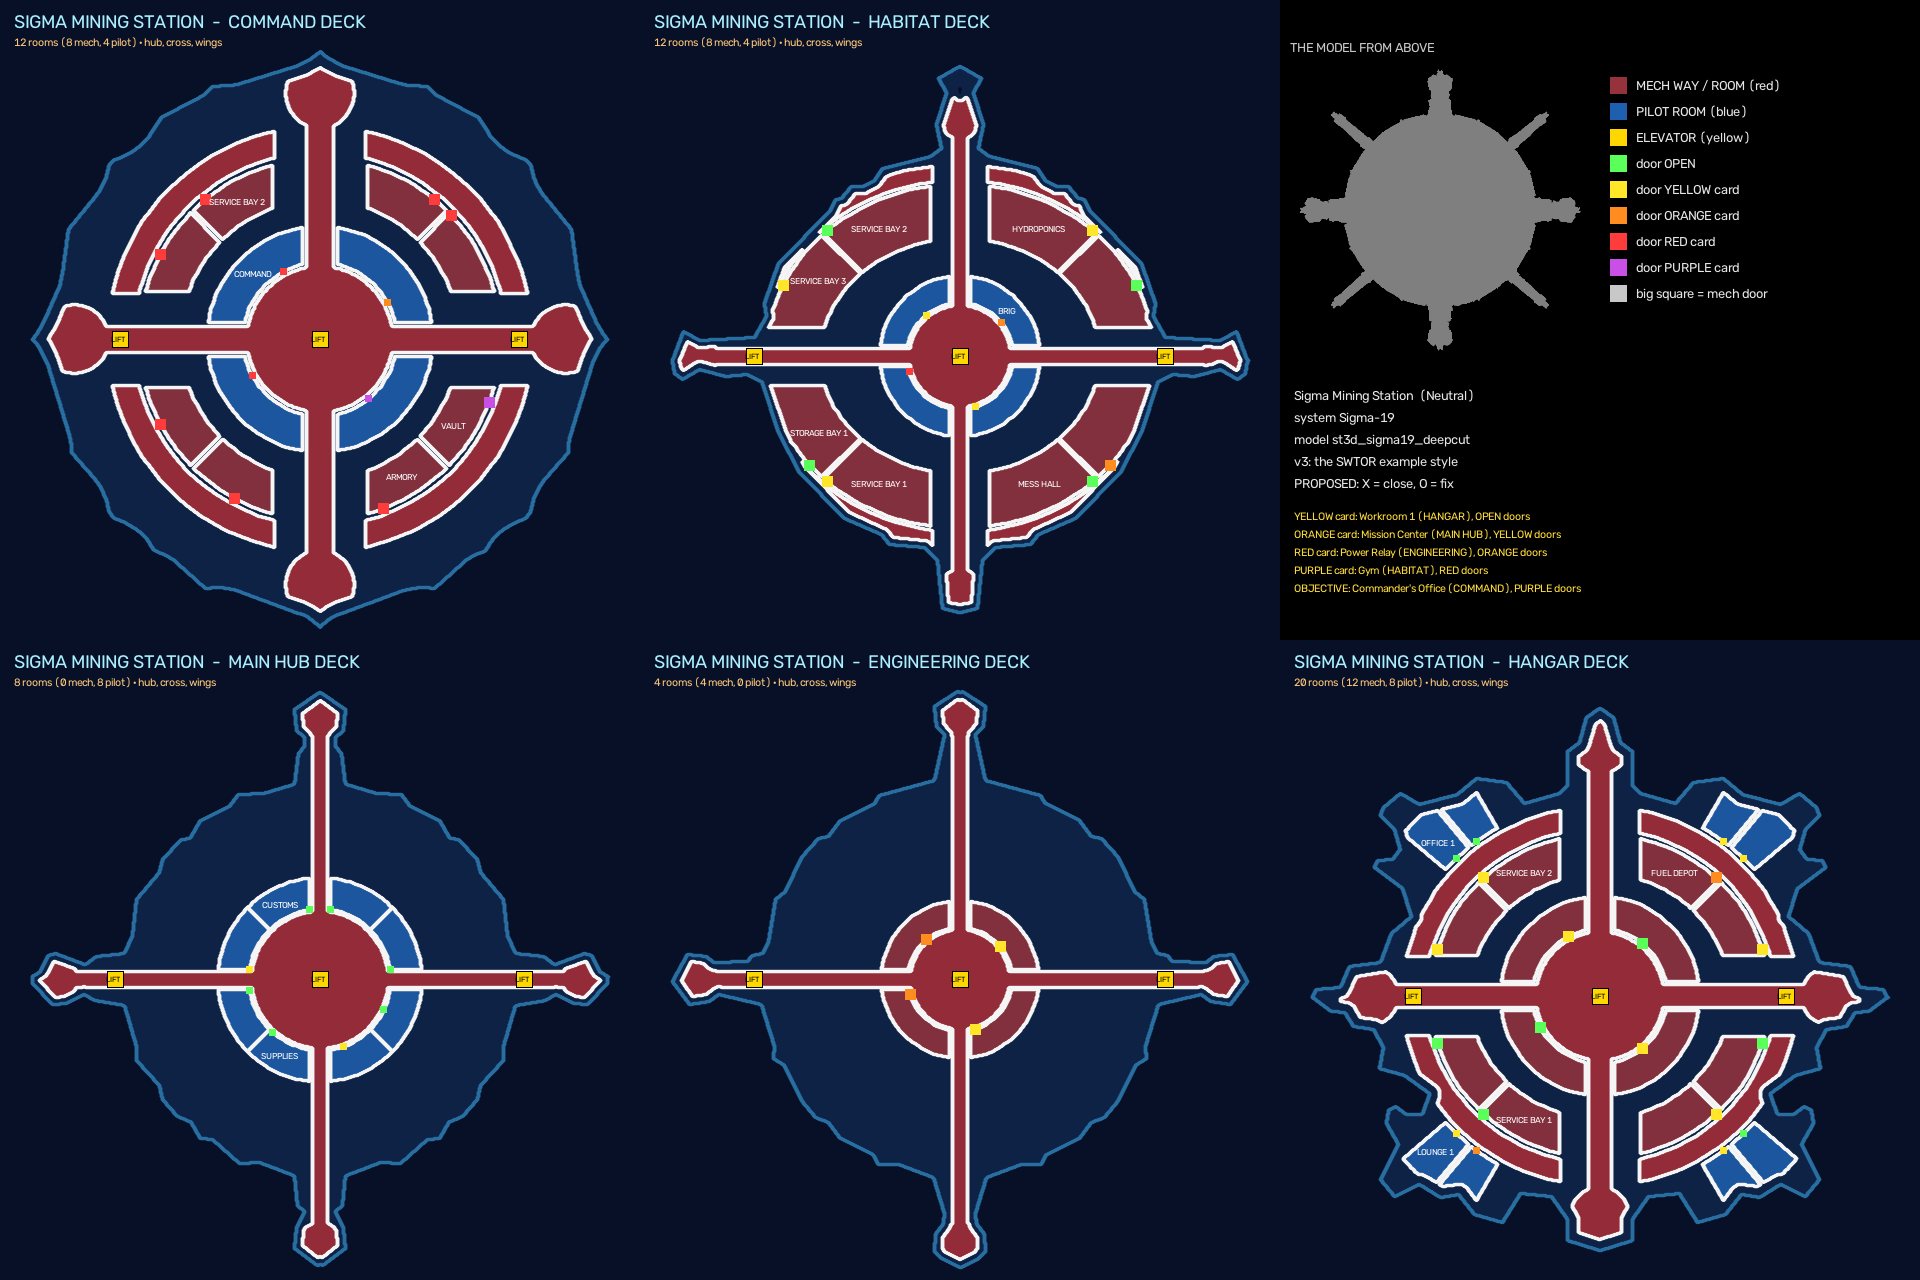 SIGMA MINING STATION - COMMAND DECK
12 rooms (8 mech, 4 pilot) • hub, cross, wings
SERVICE BAY 2
COMMAND
LIFT
LIFT
LIFT
VAULT
ARMORY
SIGMA MINING STATION - HABITAT DECK
12 rooms (8 mech, 4 pilot) • hub, cross, wings
SERVICE BAY 2
HYDROPONICS
SERVICE BAY 3
BRIG
LIFT
LIFT
LIFT
STORAGE BAY 1
SERVICE BAY 1
MESS HALL
THE MODEL FROM ABOVE
MECH WAY / ROOM (red)
PILOT ROOM (blue)
ELEVATOR (yellow)
door OPEN
door YELLOW card
door ORANGE card
door RED card
door PURPLE card
big square = mech door
Sigma Mining Station (Neutral)
system Sigma-19
model st3d_sigma19_deepcut
v3: the SWTOR example style
PROPOSED: X = close, O = fix
YELLOW card: Workroom 1 (HANGAR), OPEN doors
ORANGE card: Mission Center (MAIN HUB), YELLOW doors
RED card: Power Relay (ENGINEERING), ORANGE doors
PURPLE card: Gym (HABITAT), RED doors
OBJECTIVE: Commander's Office (COMMAND), PURPLE doors
SIGMA MINING STATION - MAIN HUB DECK
8 rooms (0 mech, 8 pilot) • hub, cross, wings
CUSTOMS
LIFT
LIFT
LIFT
SUPPLIES
SIGMA MINING STATION - ENGINEERING DECK
4 rooms (4 mech, 0 pilot) • hub, cross, wings
LIFT
LIFT
LIFT
SIGMA MINING STATION - HANGAR DECK
20 rooms (12 mech, 8 pilot) • hub, cross, wings
OFFICE 1
SERVICE BAY 2
FUEL DEPOT
LIFT
LIFT
LIFT
SERVICE BAY 1
LOUNGE 1